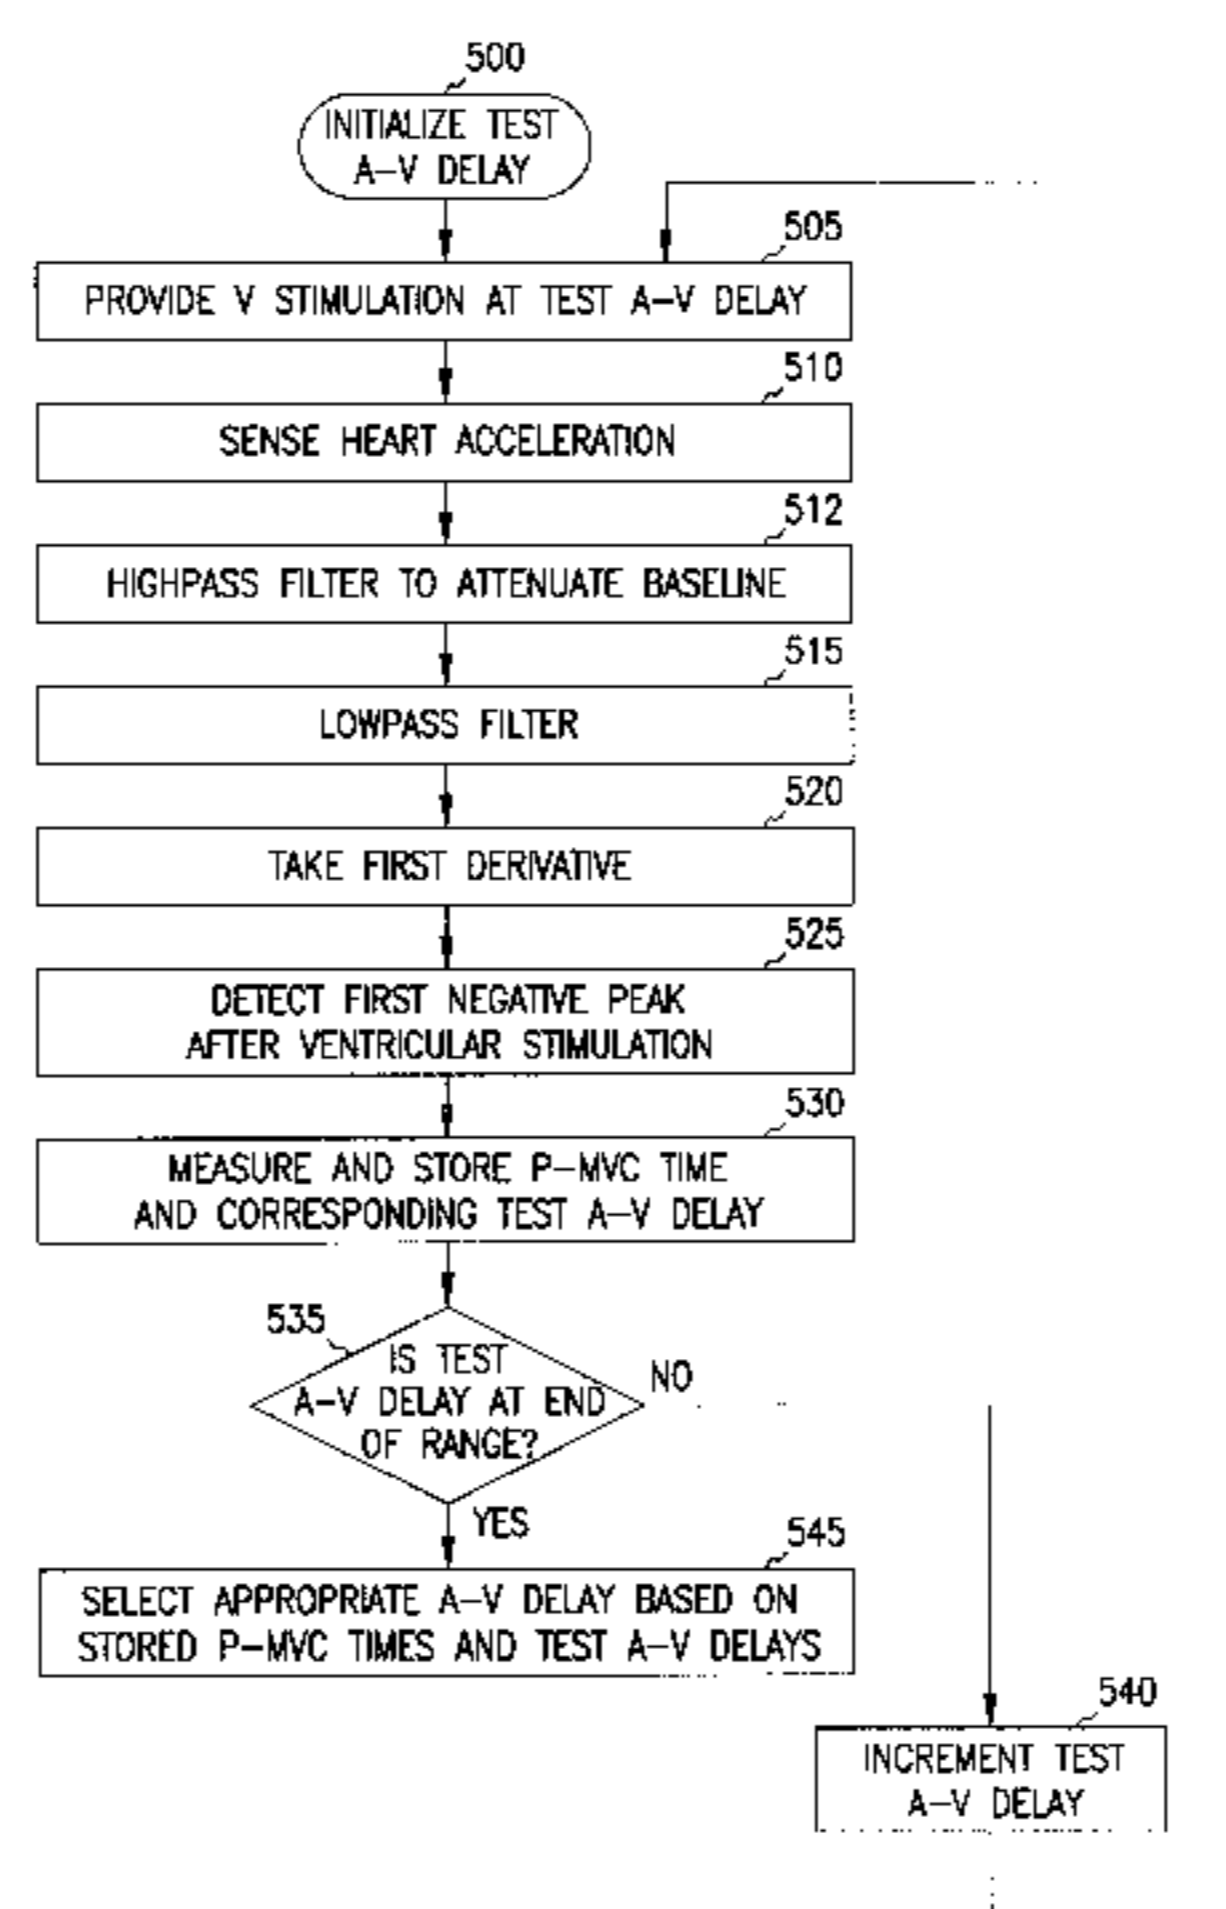 500
INITIALIZE TEST
A-V DELAY
505
PROVIDE V STIMULATION AT TEST A-V DELAY
510
SENSE HEART ACCELERATION
512
HIGHPASS FILTER TO ATTENUATE BASELINE
515
LOWPASS FILTER
520
TAKE FIRST DERIVATIVE
525
DETECT FIRST NEGATIVE PEAK
AFTER VENTRICULAR STIMULATION
530
MEASURE AND STORE P-MVC TIME
AND CORRESPONDING TEST A-V DELAY
535
IS TEST
A-V DELAY AT END
OF RANGE?
NO
YES
545
SELECT APPROPRIATE A-V DELAY BASED ON
STORED P-MVC TIMES AND TEST A-V DELAYS
540
INCREMENT TEST
A-V DELAY